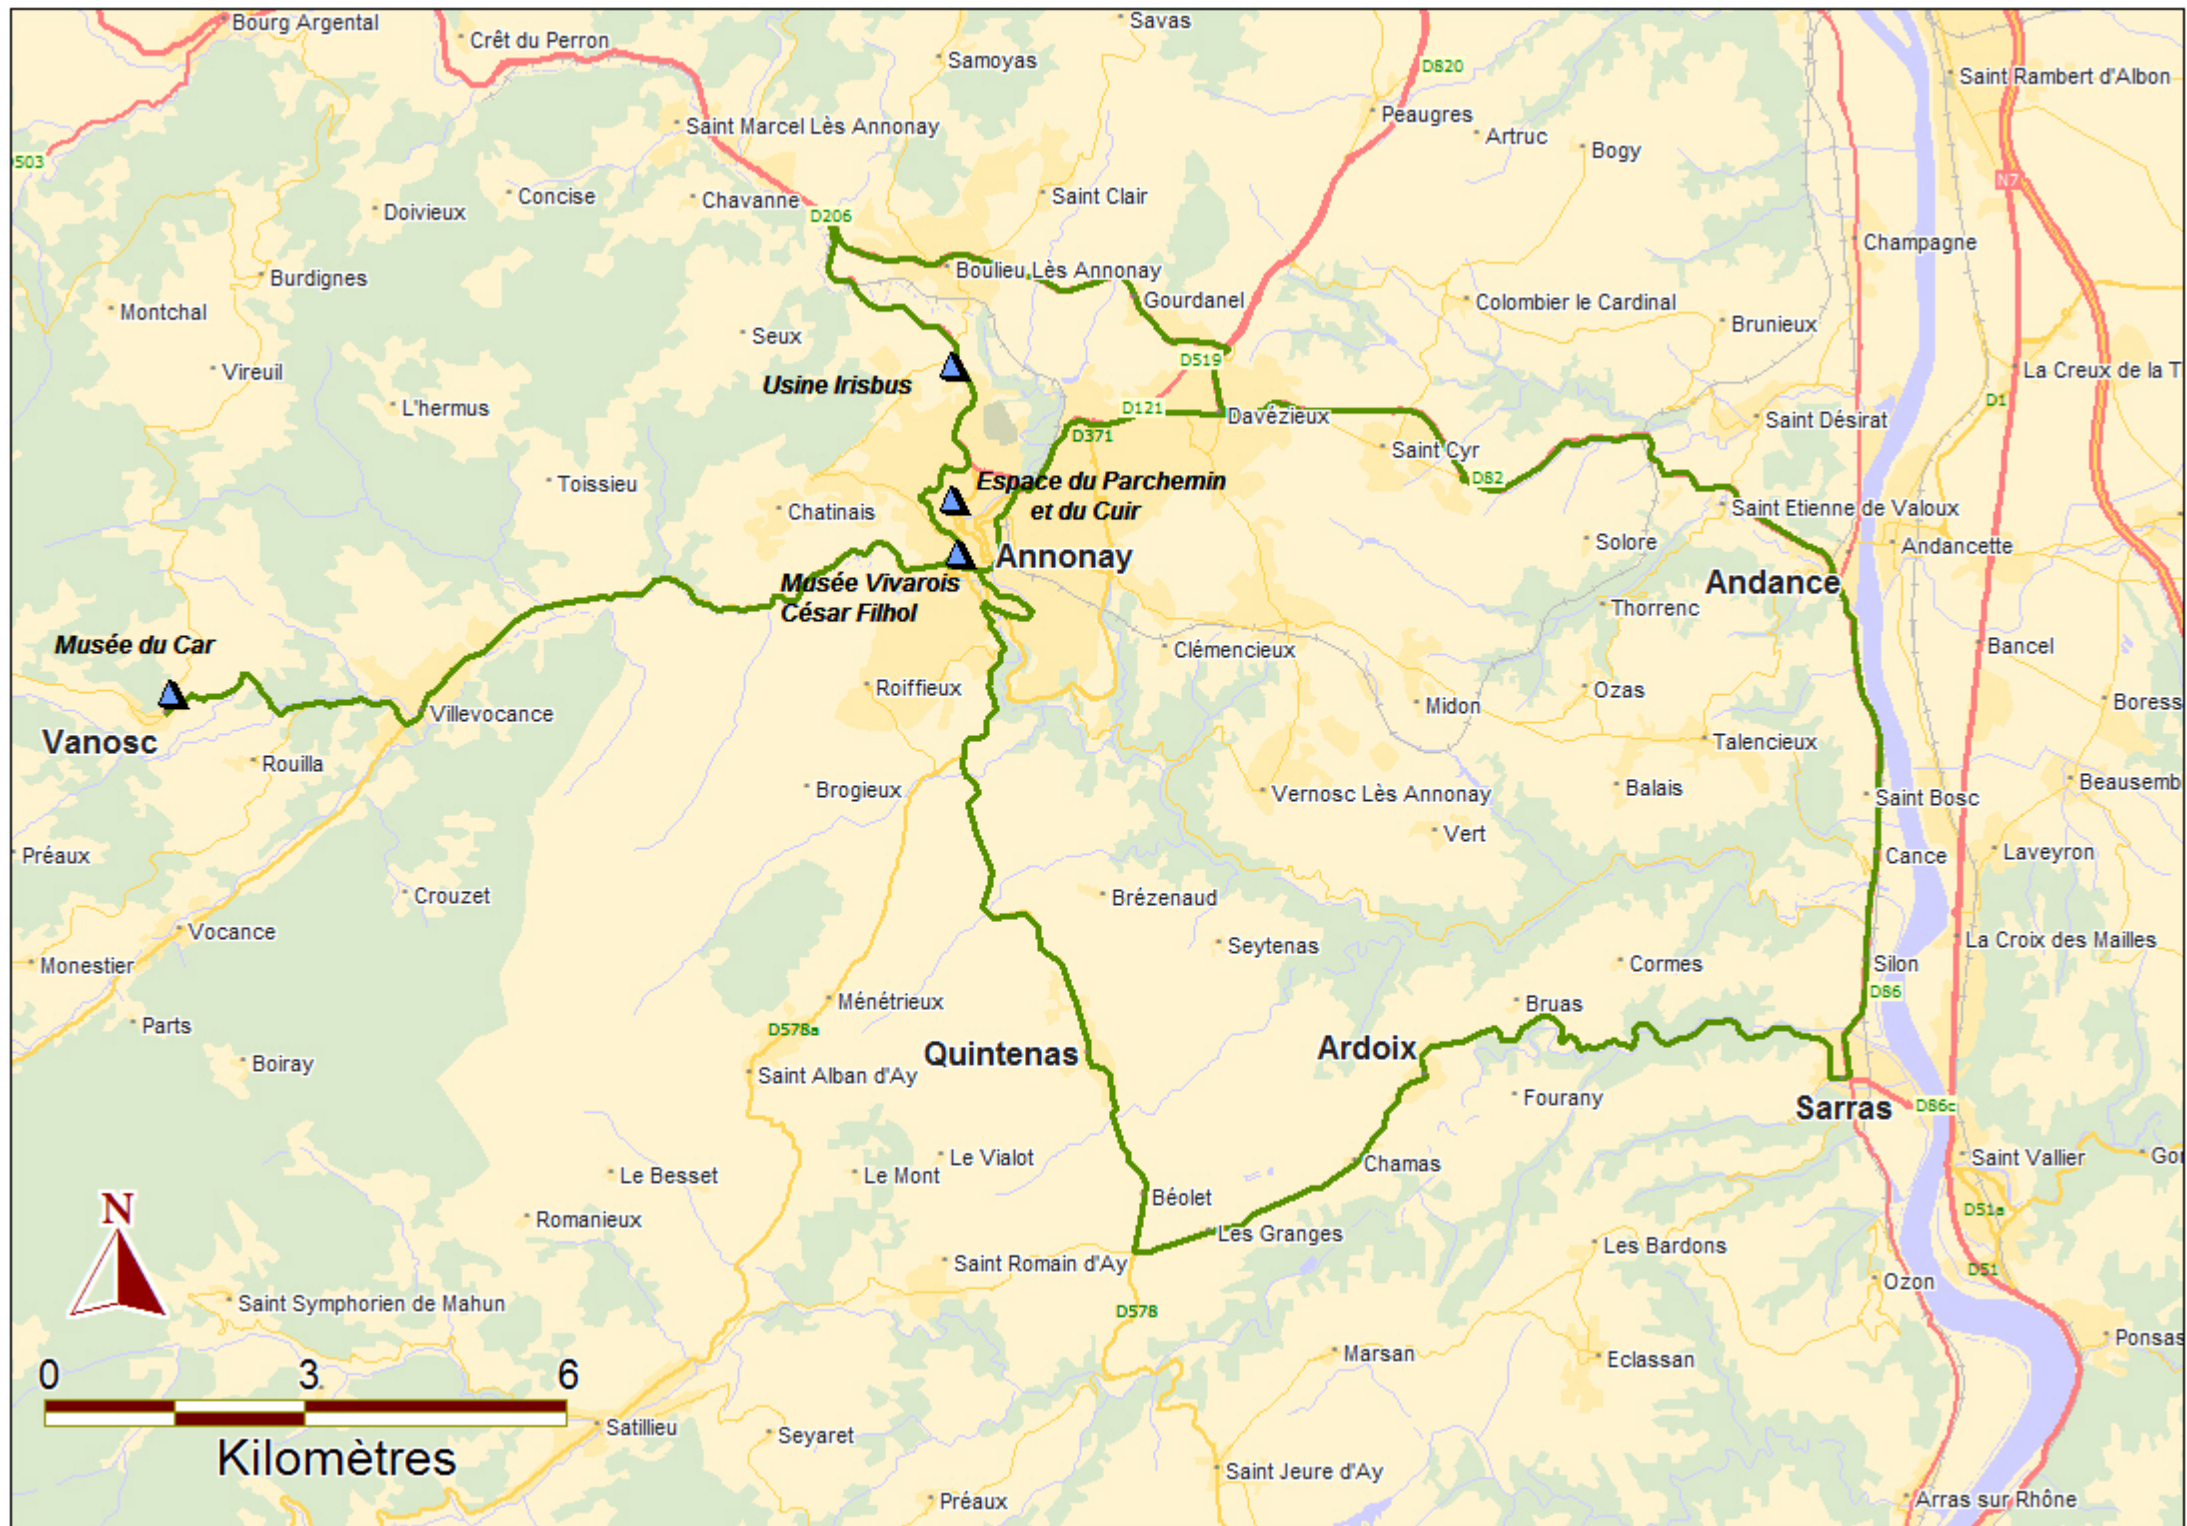 Bourg Argental
Crêt du Perron
Savas
Samoyas
D820
Saint Rambert d'Albon
Peaugres
Saint Marcel Lès Annonay
Artruc
Bogy
503
N7
Concise
Chavanne
Saint Clair
Doivieux
D206
Champagne
Burdignes
Boulieu Lès Annonay
Gourdanel
Colombier le Cardinal
Montchal
Brunieux
Seux
D519
Vireuil
Usine Irisbus
La Creux de la T
L'hermus
D121
D1
Davézieux
Saint Désirat
D371
Saint Cyr
Toissieu
Espace du Parchemin
et du Cuir
D82
Chatinais
Saint Etienne de Valoux
Solore
Andancette
Annonay
Andance
Musée Vivarois
César Filhol
Thorrenc
Musée du Car
Clémencieux
Bancel
Roiffieux
Ozas
Midon
Boress
Villevocance
Vanosc
Talencieux
Rouilla
Brogieux
Vernosc Lès Annonay
Balais
Saint Bosc
Beausemb
Vert
Préaux
Cance
Laveyron
Crouzet
Brézenaud
Vocance
Seytenas
La Croix des Mailles
Monestier
Cormes
Silon
D86
Ménétrieux
Bruas
Parts
D578a
Quintenas
Ardoix
Boiray
Saint Alban d'Ay
Fourany
Sarras
D86c
Le Vialot
Chamas
Saint Vallier
Gor
Le Besset
Le Mont
Béolet
N
Romanieux
D51a
Les Granges
Les Bardons
Saint Romain d'Ay
D51
Ozon
Saint Symphorien de Mahun
D578
Ponsas
Marsan
Eclassan
0 3 6
Satillieu
Seyaret
Kilomètres
Saint Jeure d'Ay
Préaux
Arras sur Rhône